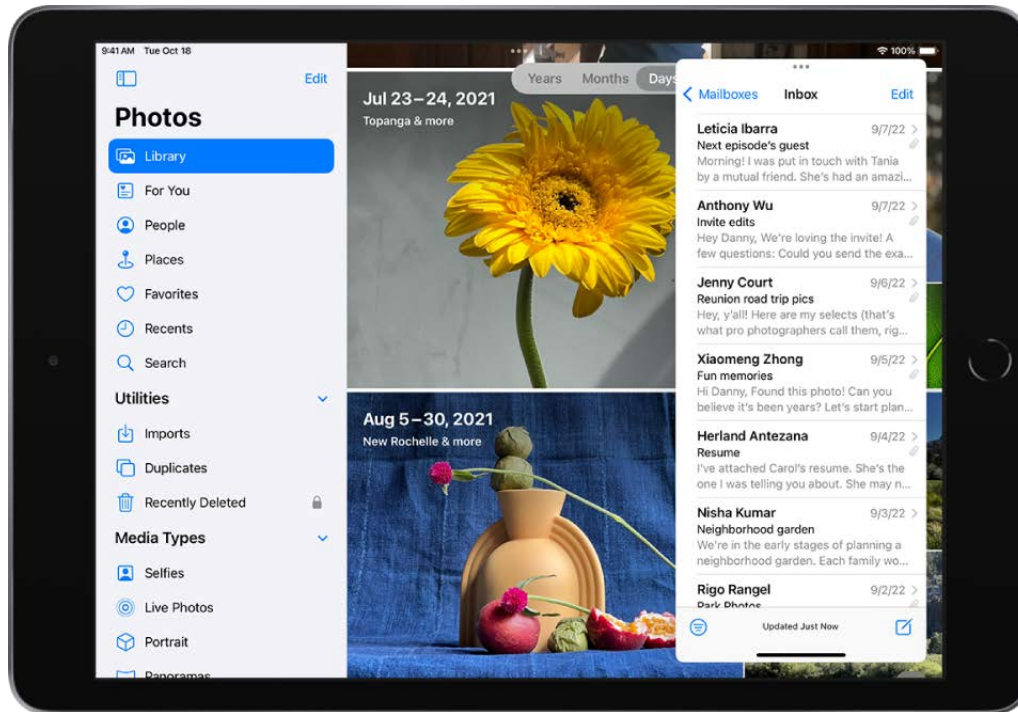 9:41 AM Tue Oct 18
100%
Edit
Photos
Library
For You
People
Places
Favorites
Recents
Search
Utilities
Imports
Duplicates
Recently Deleted
Media Types
Selfies
Live Photos
Portrait
Panoramas
Years Months Days
Jul 23–24, 2021
Topanga & more
Aug 5–30, 2021
New Rochelle & more
Mailboxes Inbox Edit
Leticia Ibarra 9/7/22
Next episode's guest
Morning! I was put in touch with Tania
by a mutual friend. She's had an amazi...
Anthony Wu 9/7/22
Invite edits
Hey Danny, We're loving the invite! A
few questions: Could you send the exa...
Jenny Court 9/6/22
Reunion road trip pics
Hey, y'all! Here are my selects (that's
what pro photographers call them, rig...
Xiaomeng Zhong 9/5/22
Fun memories
Hi Danny, Found this photo! Can you
believe it's been years? Let's start plan...
Herland Antezana 9/4/22
Resume
I've attached Carol's resume. She's the
one I was telling you about. She may n...
Nisha Kumar 9/3/22
Neighborhood garden
We're in the early stages of planning a
neighborhood garden. Each family wo...
Rigo Rangel 9/2/22
Park Photos
Updated Just Now